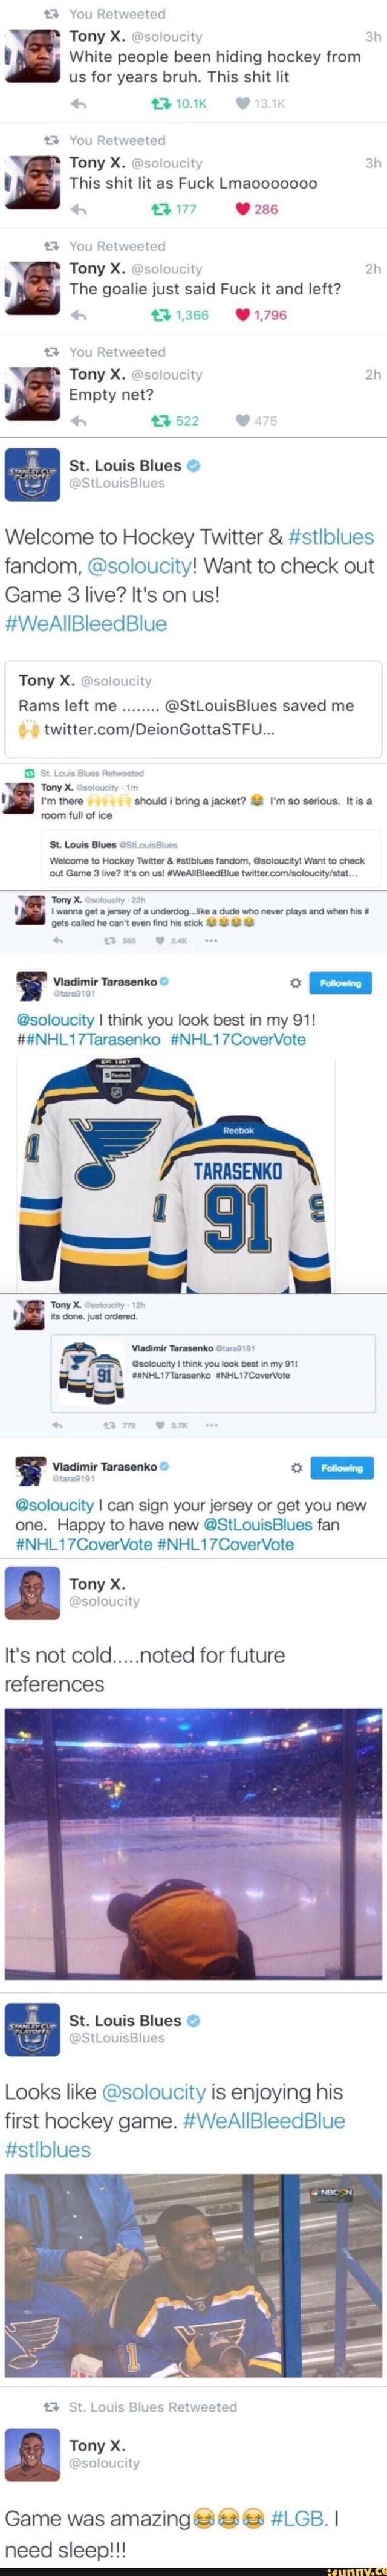 You Retweeted
Tony X. @soloucity 3h
White people been hiding hockey from
us for years bruh. This shit lit
10.1K 13.1K
You Retweeted
Tony X. @soloucity 3h
This shit lit as Fuck Lmaooooooo
177 286
You Retweeted
Tony X. @soloucity 2h
The goalie just said Fuck it and left?
1,366 1,796
You Retweeted
Tony X. @soloucity 2h
Empty net?
522 475
STANLEY CUP
PLAYOFFS
St. Louis Blues
@StLouisBlues
Welcome to Hockey Twitter & #stlblues
fandom, @soloucity! Want to check out
Game 3 live? It's on us!
#WeAllBleedBlue
Tony X. @soloucity
Rams left me ........ @StLouisBlues saved me
🙌 twitter.com/DeionGottaSTFU...
St. Louis Blues Retweeted
Tony X. @soloucity · 1m
I'm there 🙌🙌🙌🙌 should i bring a jacket? 😂 I'm so serious. It is a
room full of ice
St. Louis Blues @StLouisBlues
Welcome to Hockey Twitter & #stlblues fandom, @soloucity! Want to check
out Game 3 live? It's on us! #WeAllBleedBlue twitter.com/soloucity/stat...
Tony X. @soloucity · 22h
I wanna get a jersey of a underdog...like a dude who never plays and when his #
gets called he can't even find his stick 😂😂😂😂
555 2.4K
Vladimir Tarasenko
@tara9191
Following
@soloucity I think you look best in my 91!
##NHL17Tarasenko #NHL17CoverVote
EST. 1967
Reebok
Reebok
TARASENKO
1
1
91
9
Tony X. @soloucity · 12h
its done. just ordered.
Vladimir Tarasenko @tara9191
@soloucity I think you look best in my 91!
##NHL17Tarasenko #NHL17CoverVote
91
779 3.7K
Vladimir Tarasenko
@tara9191
Following
@soloucity I can sign your jersey or get you new
one. Happy to have new @StLouisBlues fan
#NHL17CoverVote #NHL17CoverVote
Tony X.
@soloucity
It's not cold.....noted for future
references
STANLEY CUP
PLAYOFFS
St. Louis Blues
@StLouisBlues
Looks like @soloucity is enjoying his
first hockey game. #WeAllBleedBlue
#stlblues
NBCSN
1
St. Louis Blues Retweeted
Tony X.
@soloucity
Game was amazing😂😂😂 #LGB. I
need sleep!!!
ifunny.ce